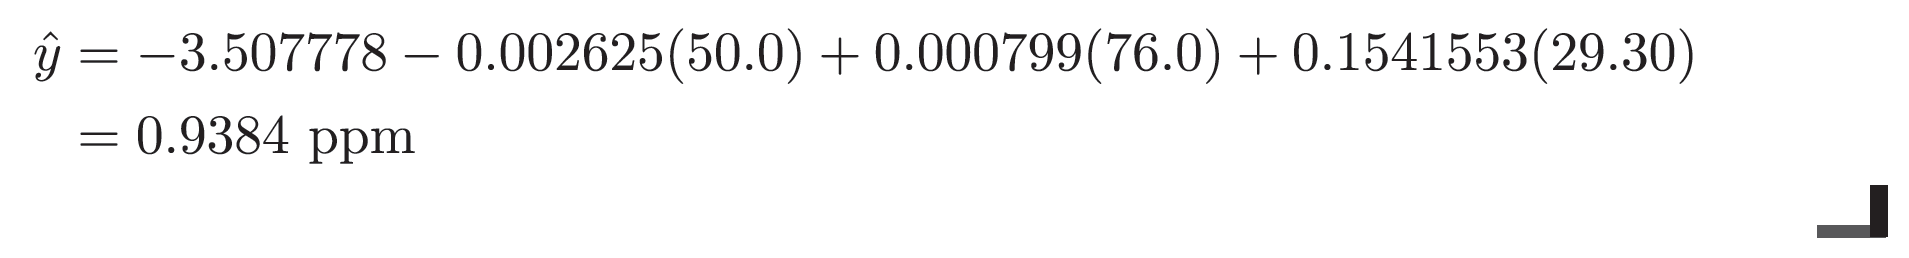 ŷ = −3.507778 − 0.002625(50.0) + 0.000799(76.0) + 0.1541553(29.30)
= 0.9384 ppm